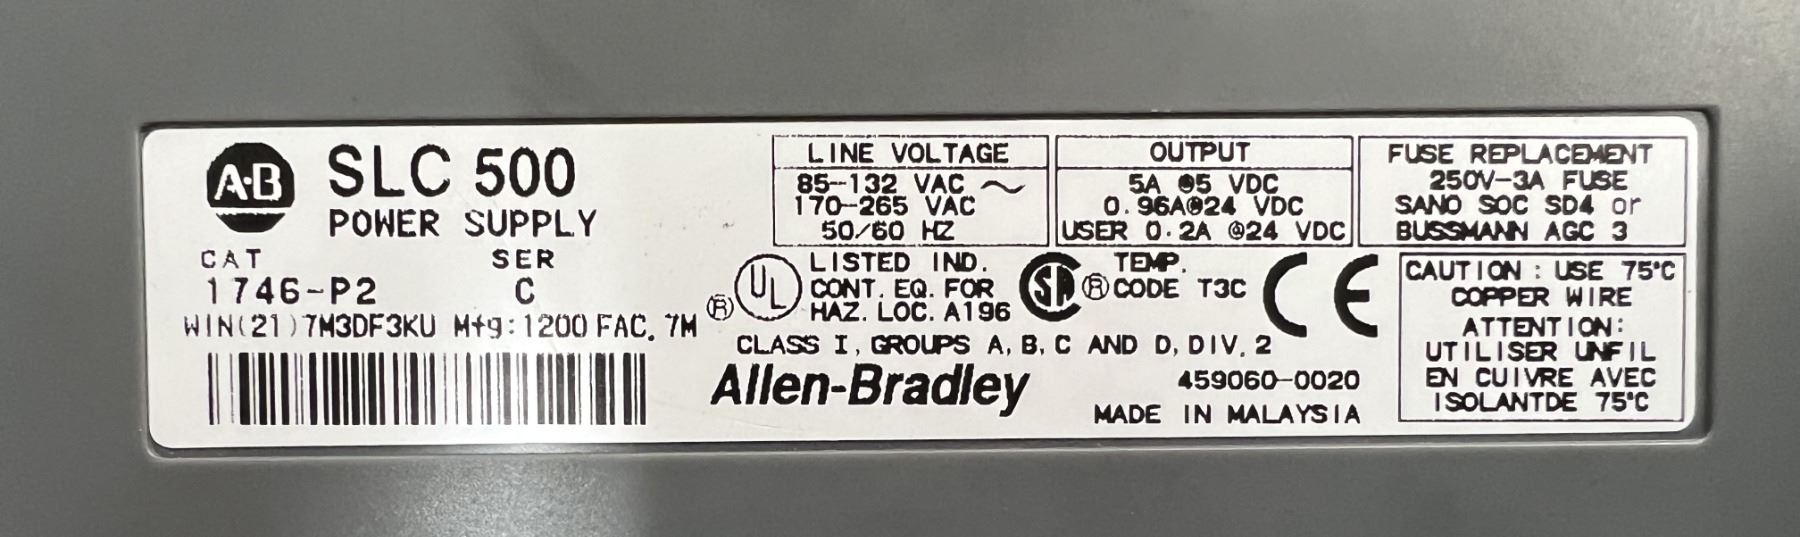 A-B SLC 500
POWER SUPPLY
CAT SER
1746-P2 C
WIN(21)7M3DF3KU Mfg:1200 FAC. 7M
LINE VOLTAGE
85-132 VAC ~
170-265 VAC
50/60 HZ
OUTPUT
5A @5 VDC
0.96A@24 VDC
USER 0.2A @24 VDC
FUSE REPLACEMENT
250V-3A FUSE
SANO SOC SD4 or
BUSSMANN AGC 3
® UL LISTED IND.
CONT. EQ. FOR
HAZ. LOC. A196
SA ® TEMP.
CODE T3C
CE
CLASS I, GROUPS A, B, C AND D, DIV. 2
Allen-Bradley
459060-0020
MADE IN MALAYSIA
CAUTION : USE 75°C
COPPER WIRE
ATTENTION:
UTILISER UNFIL
EN CUIVRE AVEC
ISOLANTDE 75°C